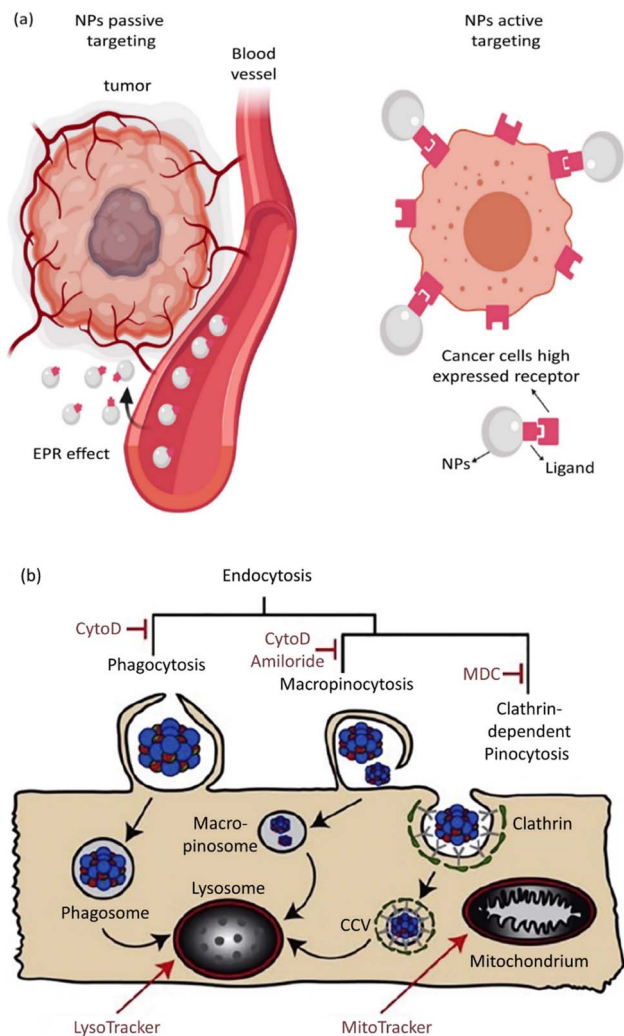 (a)
NPs passive
targeting
tumor
Blood
vessel
EPR effect
NPs active
targeting
Cancer cells high
expressed receptor
NPs
Ligand
(b)
Endocytosis
CytoD
Phagocytosis
CytoD
Amiloride
Macropinocytosis
MDC
Clathrin-
dependent
Pinocytosis
Macro-
pinosome
Clathrin
Phagosome
Lysosome
CCV
Mitochondrium
LysoTracker
MitoTracker